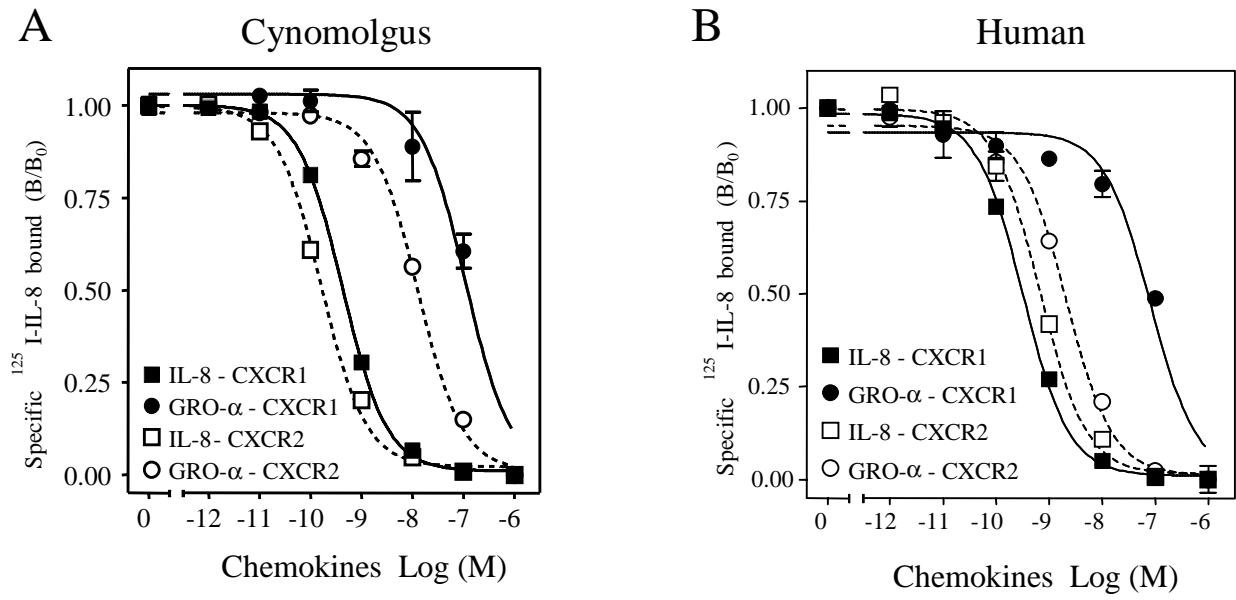 A
Cynomolgus
Specific ¹²⁵I-IL-8 bound (B/B₀)
1.00
0.75
0.50
0.25
0.00
■ IL-8 - CXCR1
● GRO-α - CXCR1
□ IL-8 - CXCR2
○ GRO-α - CXCR2
0 -12 -11 -10 -9 -8 -7 -6
Chemokines Log (M)
B
Human
Specific ¹²⁵I-IL-8 bound (B/B₀)
1.00
0.75
0.50
0.25
0.00
■ IL-8 - CXCR1
● GRO-α - CXCR1
□ IL-8 - CXCR2
○ GRO-α - CXCR2
0 -12 -11 -10 -9 -8 -7 -6
Chemokines Log (M)